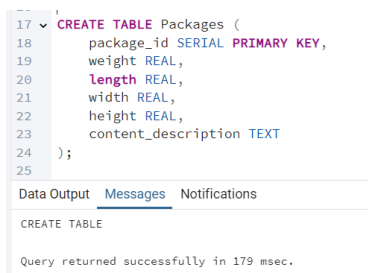 17 CREATE TABLE Packages (
18 package_id SERIAL PRIMARY KEY,
19 weight REAL,
20 length REAL,
21 width REAL,
22 height REAL,
23 content_description TEXT
24 );
25
Data Output Messages Notifications
CREATE TABLE
Query returned successfully in 179 msec.